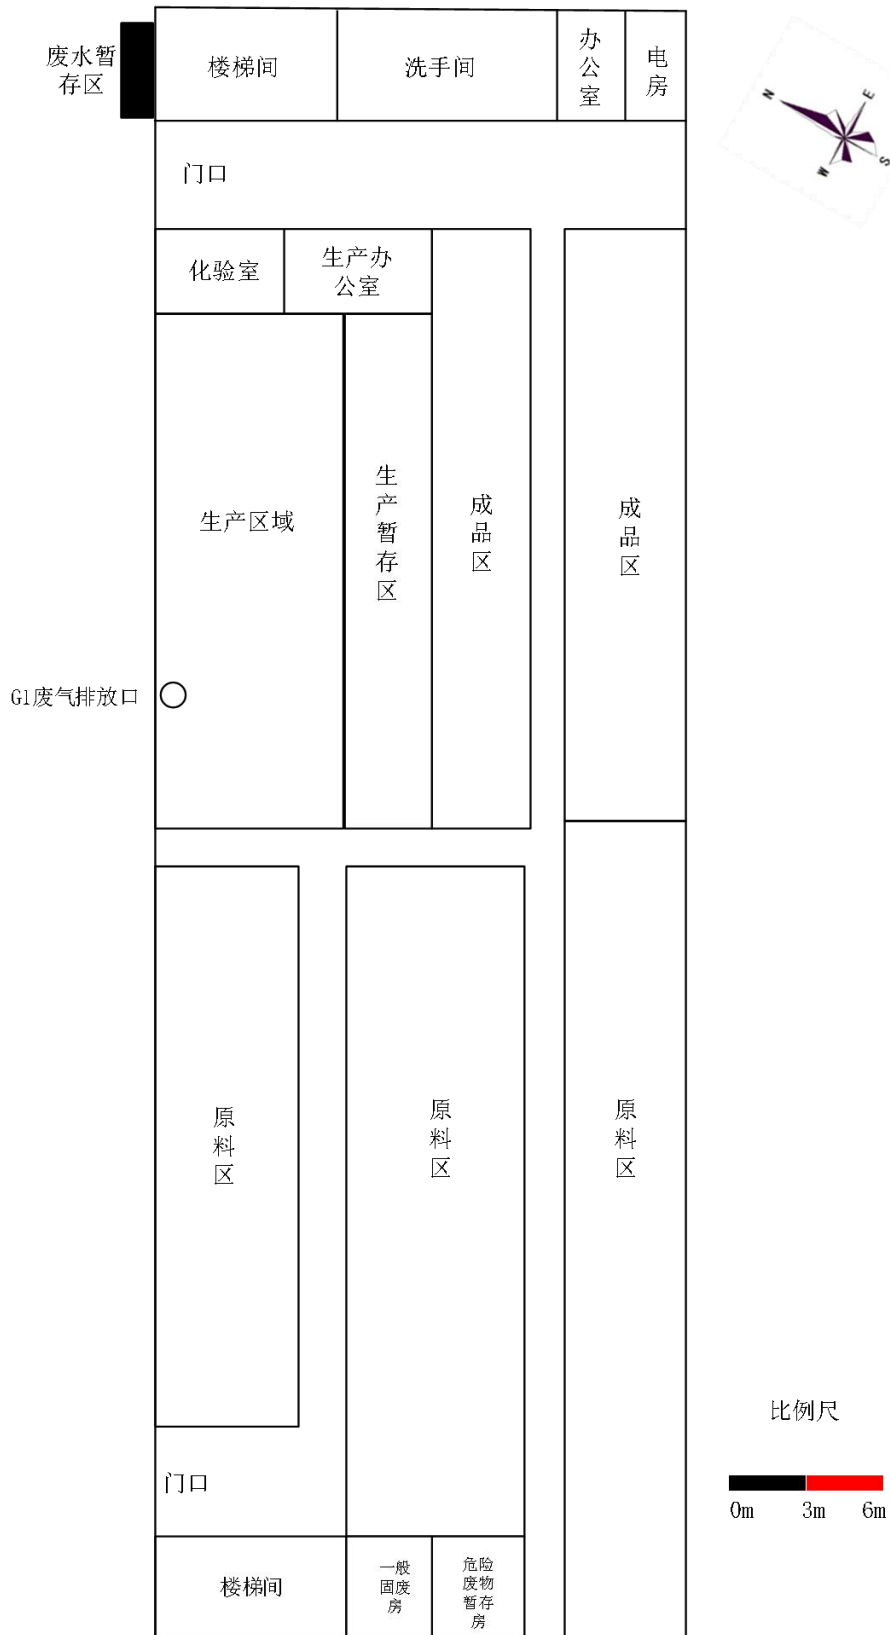 废水暂
存区
楼梯间
洗手间
办
公
室
电
房
N
E
W
S
门口
化验室
生产办
公室
生产区域
生
产
暂
存
区
成
品
区
成
品
区
G1废气排放口
原
料
区
原
料
区
原
料
区
比例尺
0m 3m 6m
门口
楼梯间
一般
固废
房
危险
废物
暂存
房